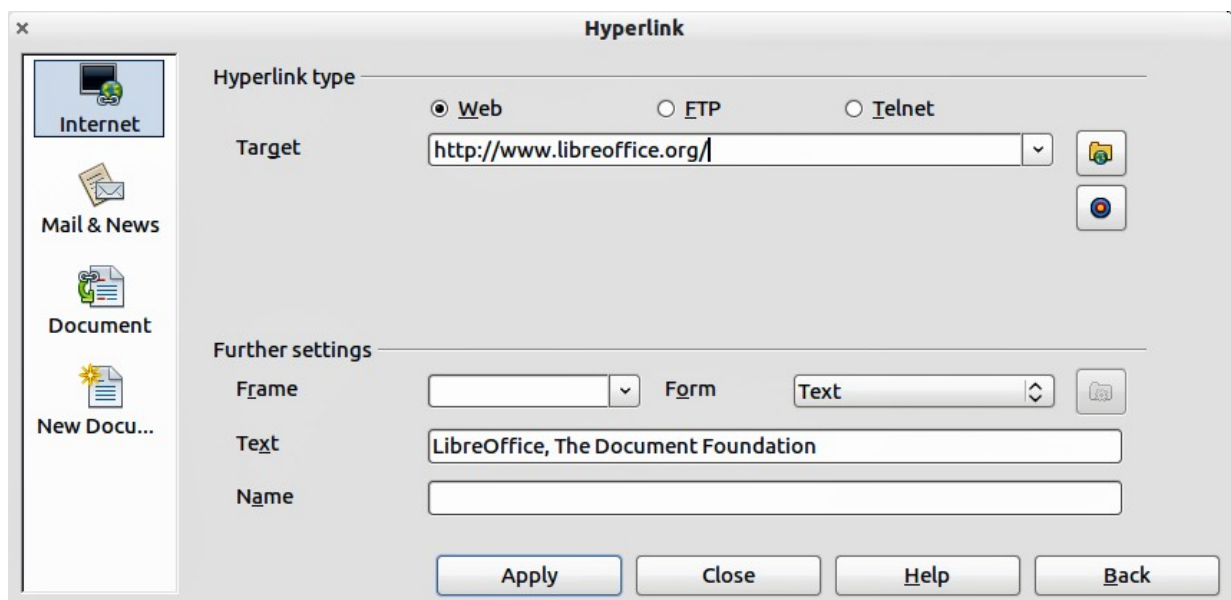 Hyperlink
Internet
Mail & News
Document
New Docu...
Hyperlink type
Web FTP Telnet
Target http://www.libreoffice.org/
Further settings
Frame Form Text
Text LibreOffice, The Document Foundation
Name
Apply Close Help Back